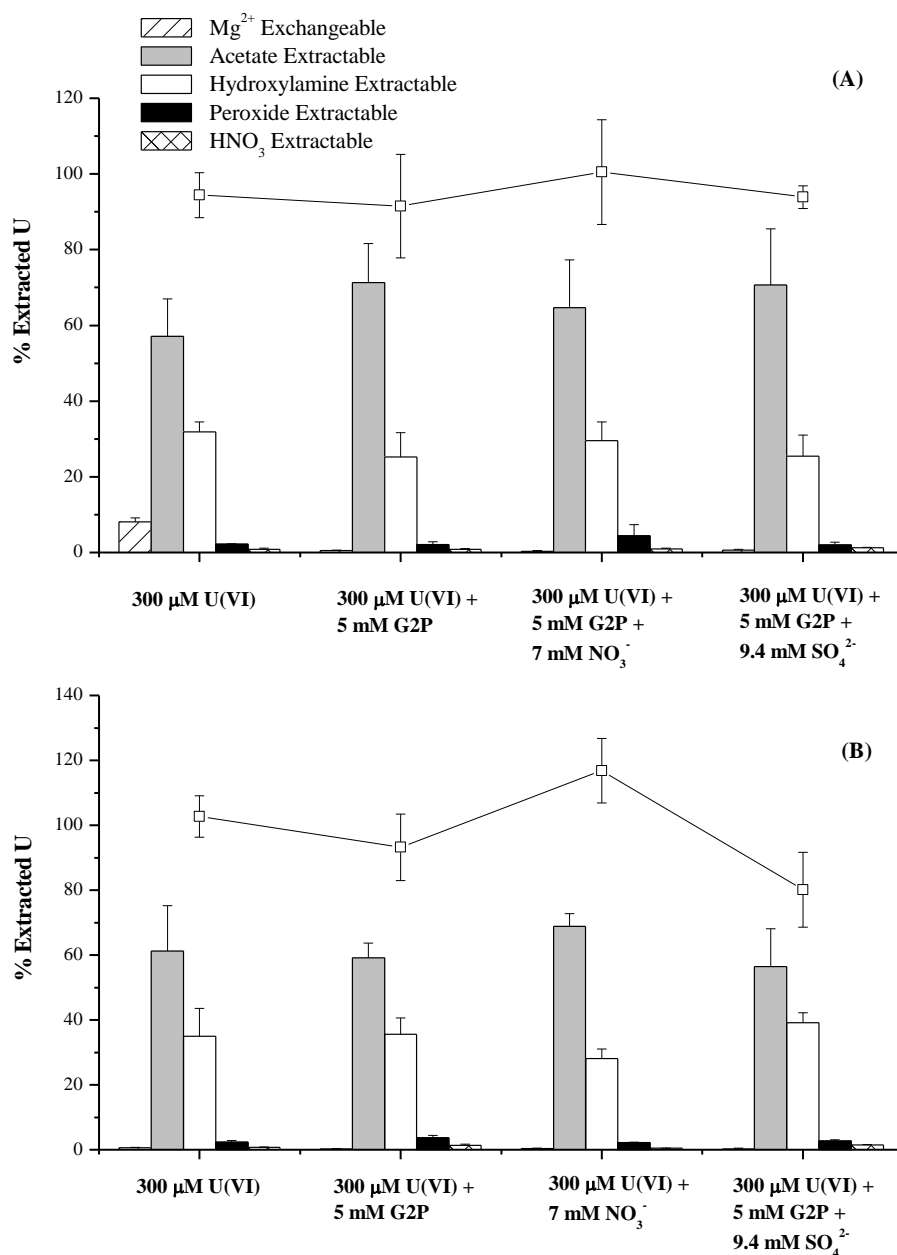 Mg²⁺ Exchangeable
Acetate Extractable
Hydroxylamine Extractable
Peroxide Extractable
HNO₃ Extractable
(A)
% Extracted U
120
100
80
60
40
20
0
300 μM U(VI)
300 μM U(VI) +
5 mM G2P
300 μM U(VI) +
5 mM G2P +
7 mM NO₃⁻
300 μM U(VI) +
5 mM G2P +
9.4 mM SO₄²⁻
(B)
% Extracted U
140
120
100
80
60
40
20
0
300 μM U(VI)
300 μM U(VI) +
5 mM G2P
300 μM U(VI) +
7 mM NO₃⁻
300 μM U(VI) +
5 mM G2P +
9.4 mM SO₄²⁻